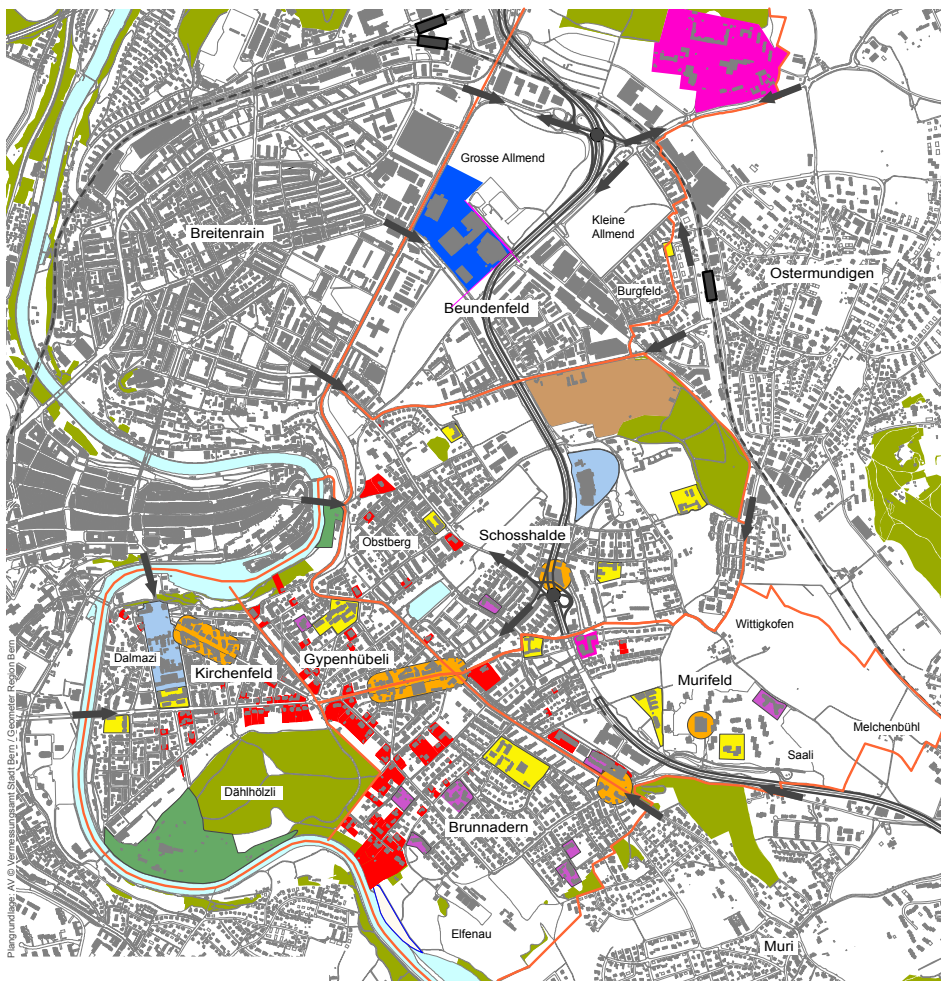 Grosse Allmend
Breitenrain
Kleine
Allmend
Ostermundigen
Burgfeld
Beundenfeld
Schosshalde
Obstberg
Wittigkofen
Dalmazi
Gypenhübeli
Kirchenfeld
Murifeld
Melchenbühl
Saali
Dählhölzli
Brunnadern
Elfenau
Muri
Plangrundlage: AV © Vermessungsamt Stadt Bern / Geometer Region Bern